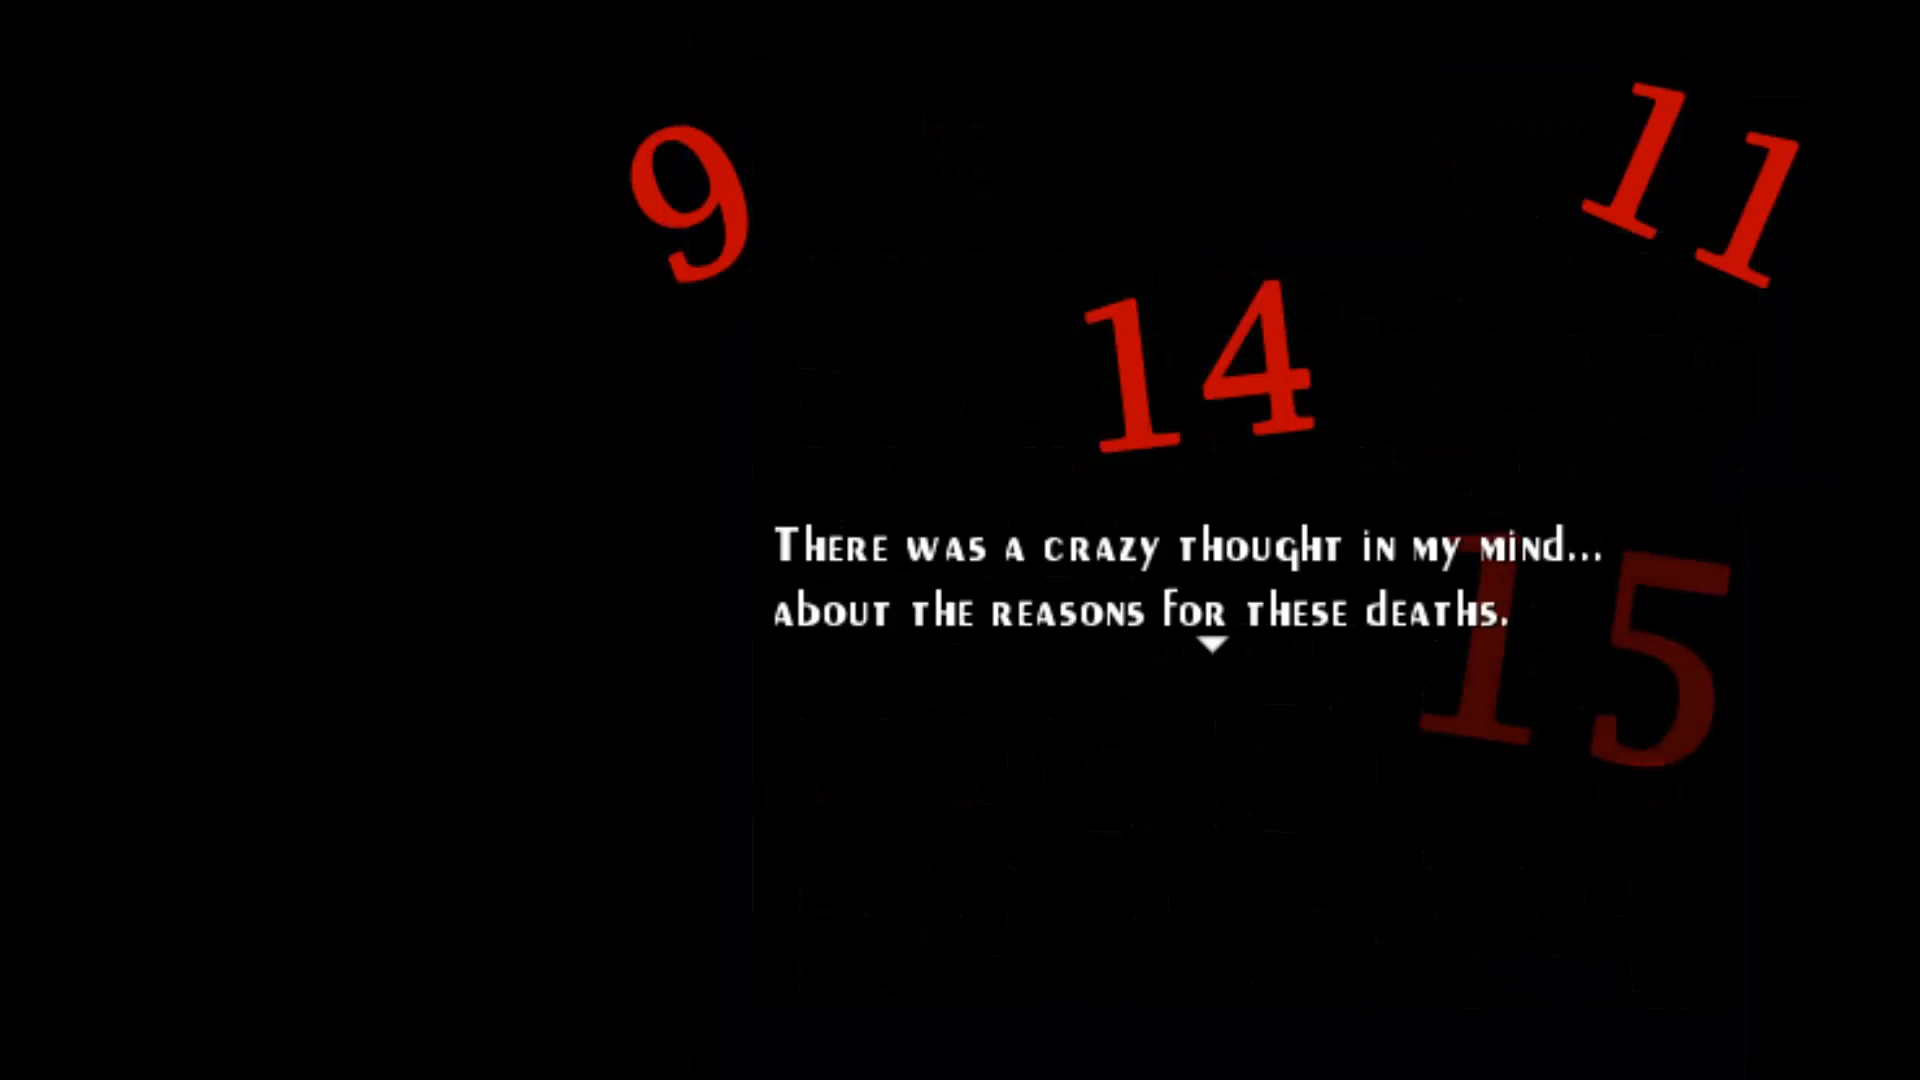 9
11
14
There was a crazy thought in my mind...
about the reasons for these deaths.
15